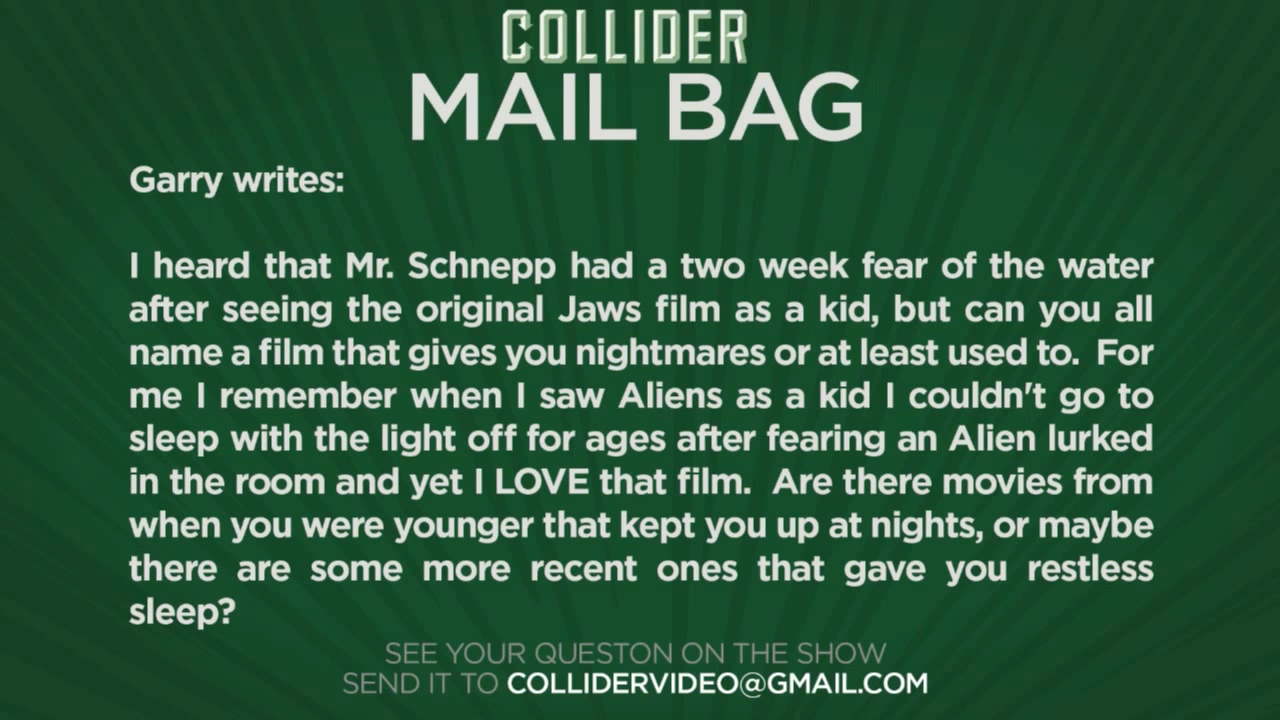 COLLIDER
MAIL BAG
Garry writes:
I heard that Mr. Schnepp had a two week fear of the water
after seeing the original Jaws film as a kid, but can you all
name a film that gives you nightmares or at least used to.  For
me I remember when I saw Aliens as a kid I couldn't go to
sleep with the light off for ages after fearing an Alien lurked
in the room and yet I LOVE that film.  Are there movies from
when you were younger that kept you up at nights, or maybe
there are some more recent ones that gave you restless
sleep?
SEE YOUR QUESTON ON THE SHOW
SEND IT TO COLLIDERVIDEO@GMAIL.COM